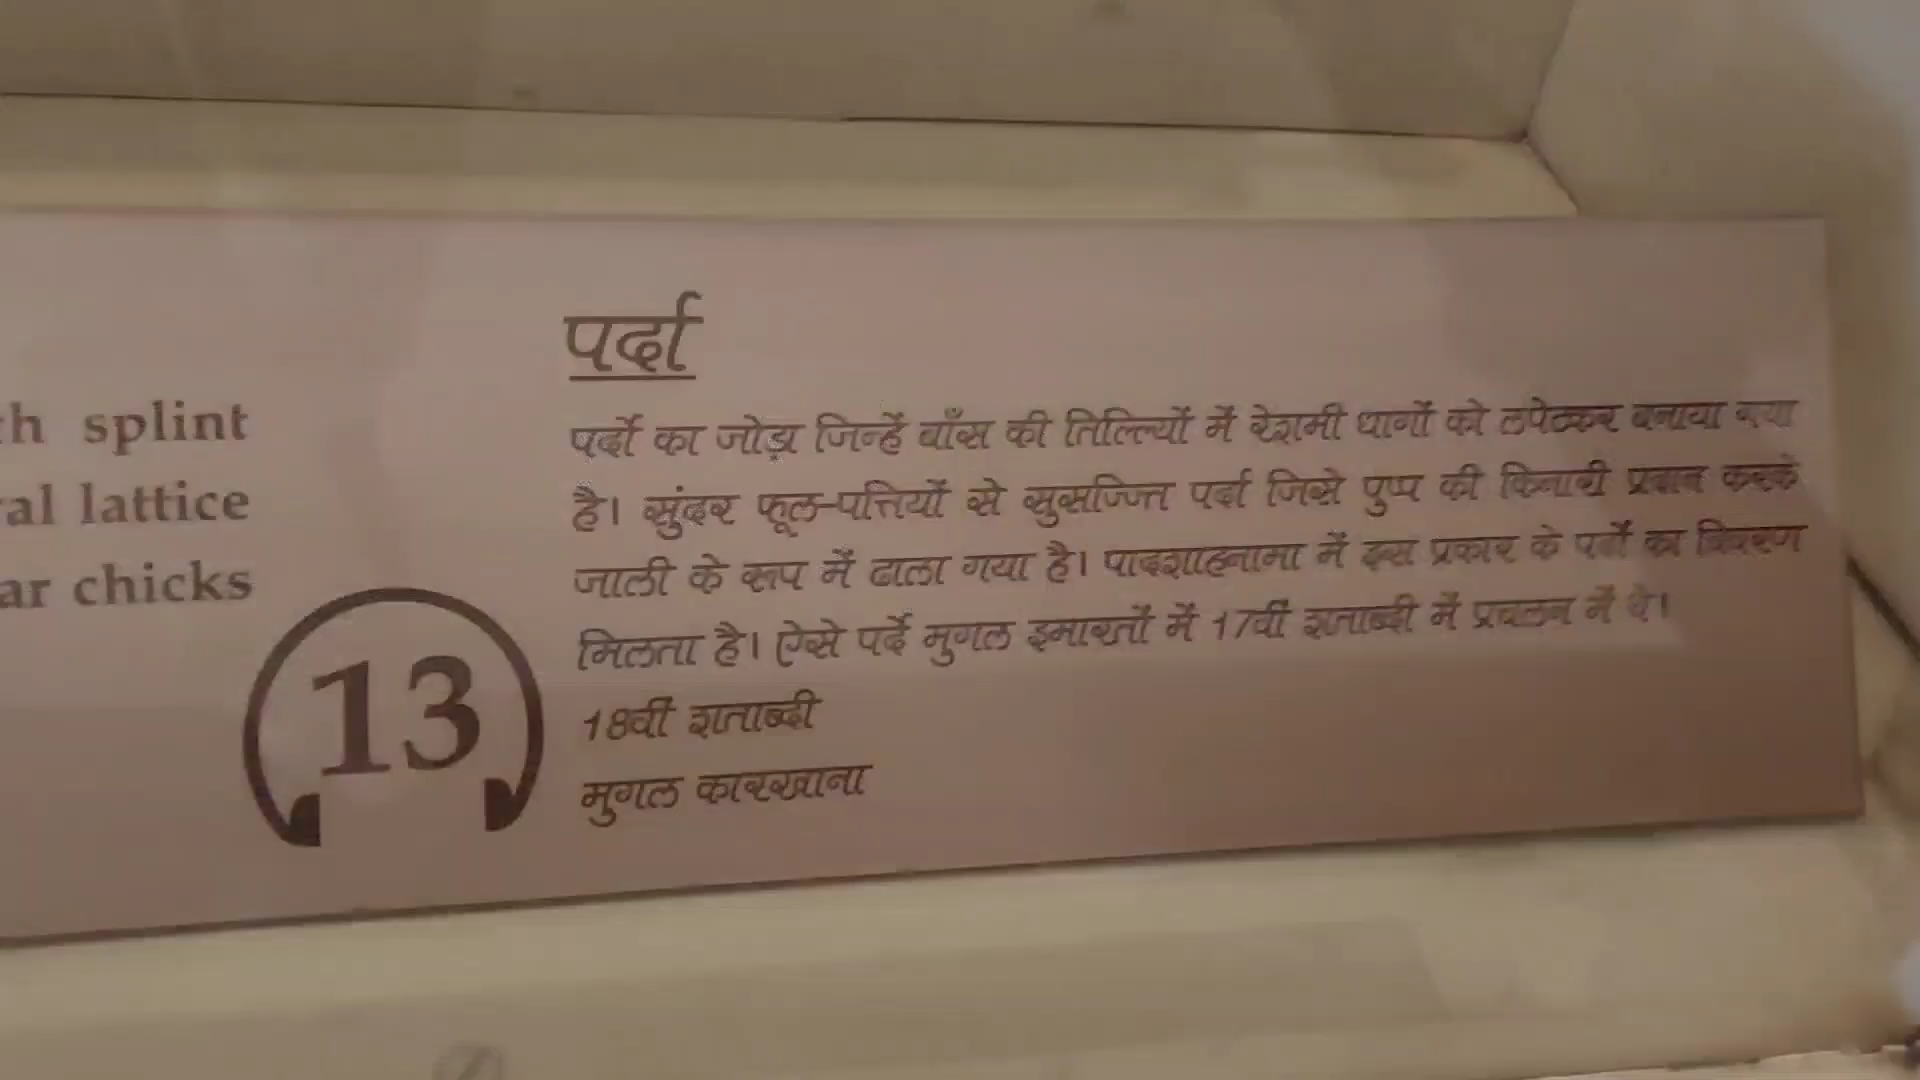 th splint
ral lattice
ar chicks
13
पर्दा
पर्दों का जोड़ा जिन्हें बाँस की तिल्लियों में रेशमी धागों को लपेटकर बनाया गया
है। सुंदर फूल-पत्तियों से सुसज्जित पर्दा जिसे पुष्प की किनारी प्रदान करके
जाली के रूप में ढाला गया है। पादशाहनामा में इस प्रकार के पर्दों का विवरण
मिलता है। ऐसे पर्दे मुगल इमारतों में 17वीं शताब्दी में प्रचलन में थे।
18वीं शताब्दी
मुगल कारखाना